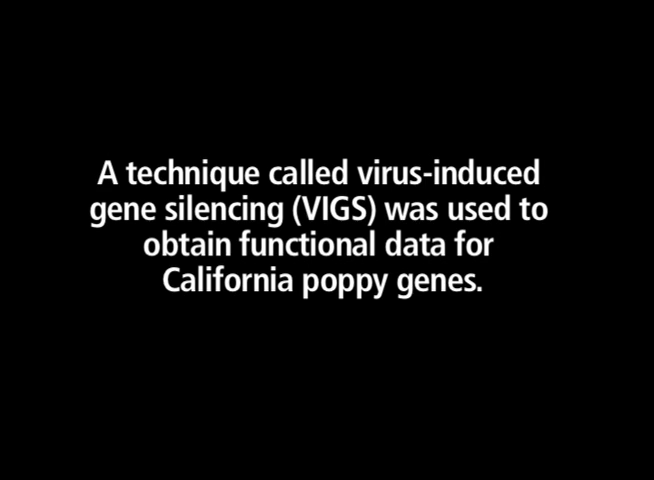 A technique called virus-induced
gene silencing (VIGS) was used to
obtain functional data for
California poppy genes.